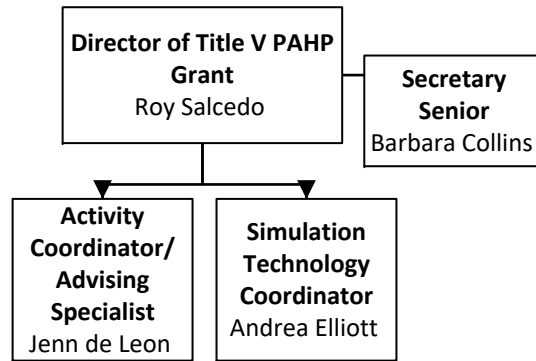 Director of Title V PAHP
Grant
Roy Salcedo
Secretary
Senior
Barbara Collins
Activity
Coordinator/
Advising
Specialist
Jenn de Leon
Simulation
Technology
Coordinator
Andrea Elliott